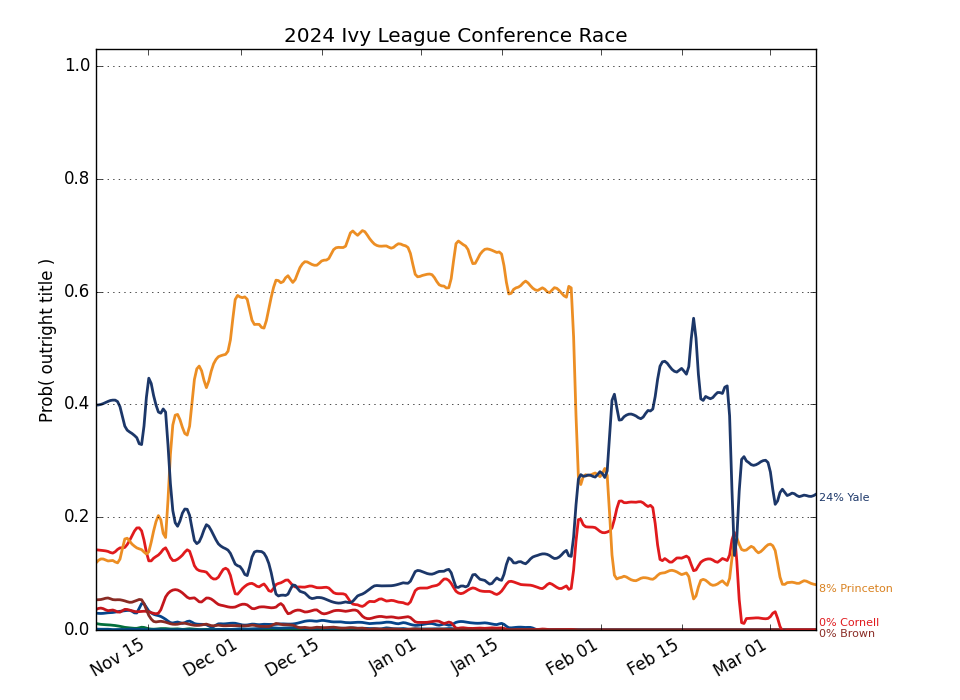 2024 Ivy League Conference Race
Prob( outright title )
1.0
0.8
0.6
0.4
0.2
0.0
Nov 15
Dec 01
Dec 15
Jan 01
Jan 15
Feb 01
Feb 15
Mar 01
24% Yale
8% Princeton
0% Cornell
0% Brown